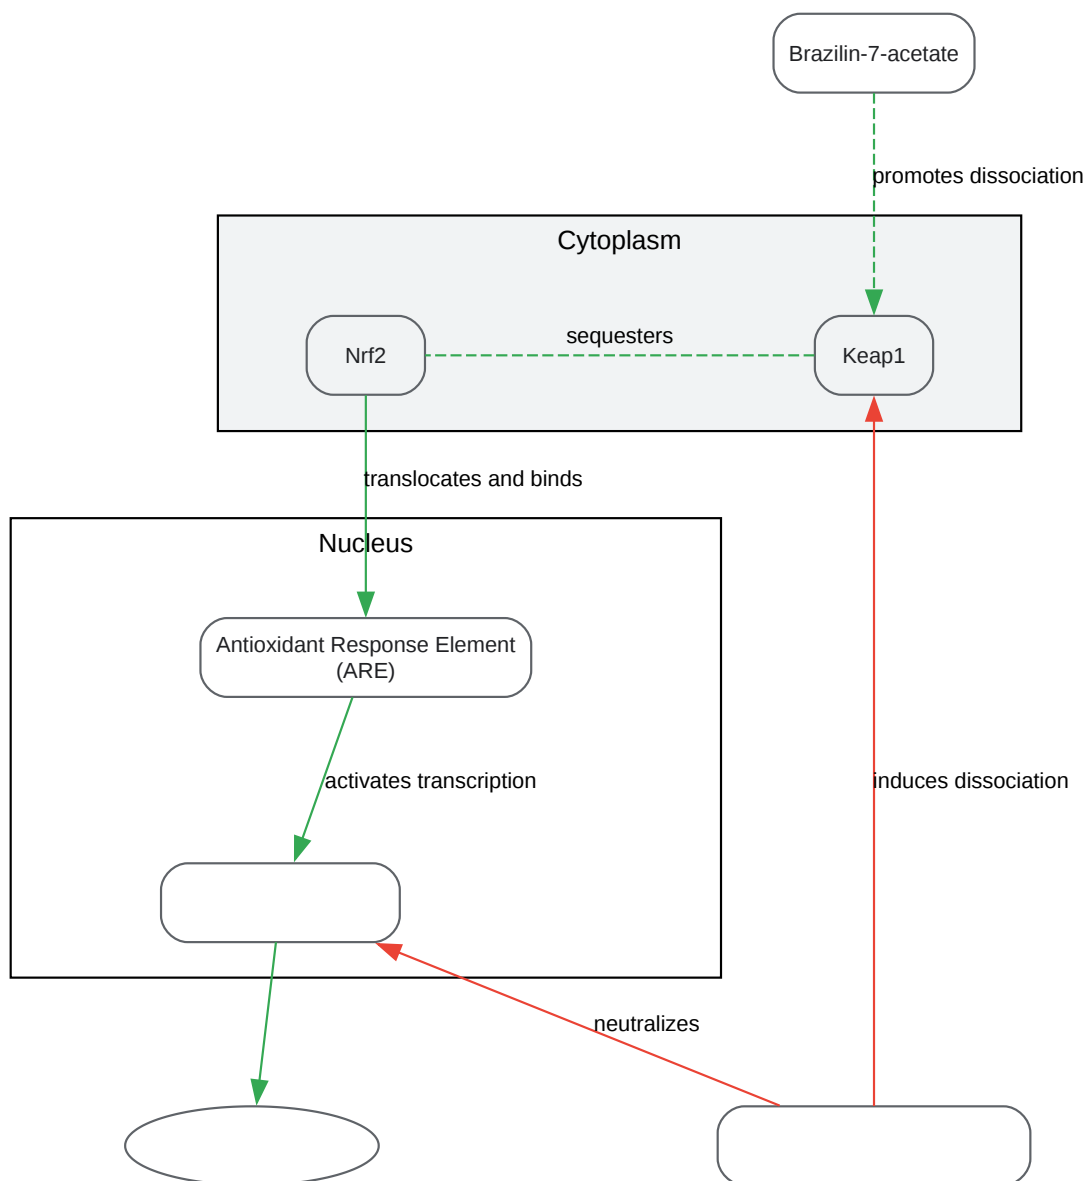 Brazilin-7-acetate
promotes dissociation
Cytoplasm
sequesters
Nrf2
Keap1
translocates and binds
Nucleus
Antioxidant Response Element
(ARE)
activates transcription
induces dissociation
neutralizes